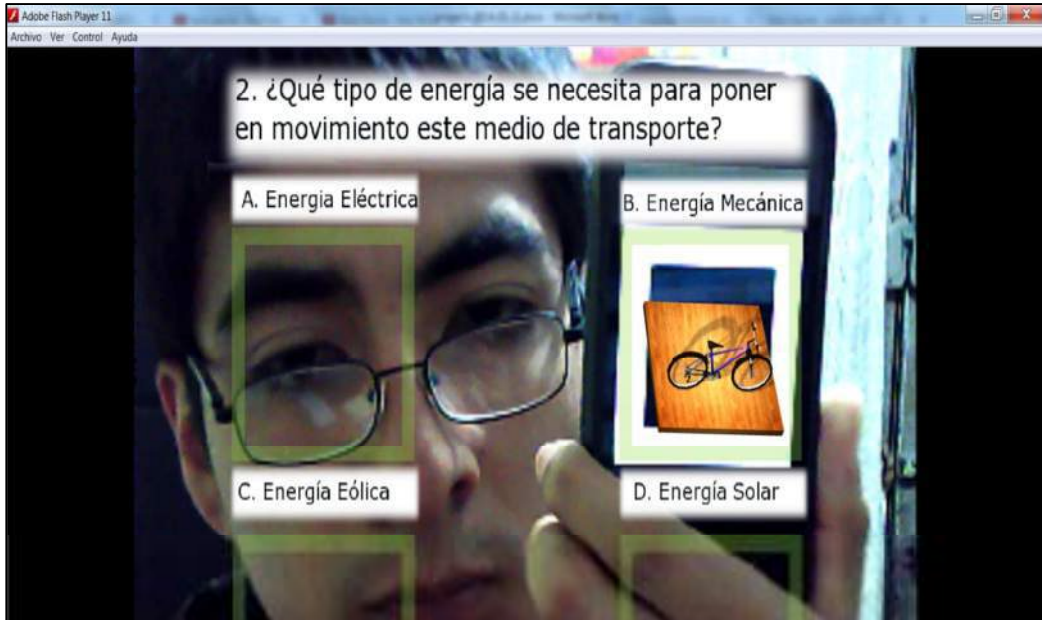 Adobe Flash Player 11
Archivo Ver Control Ayuda
2. ¿Qué tipo de energía se necesita para poner
en movimiento este medio de transporte?
A. Energia Eléctrica
B. Energía Mecánica
C. Energía Eólica
D. Energía Solar